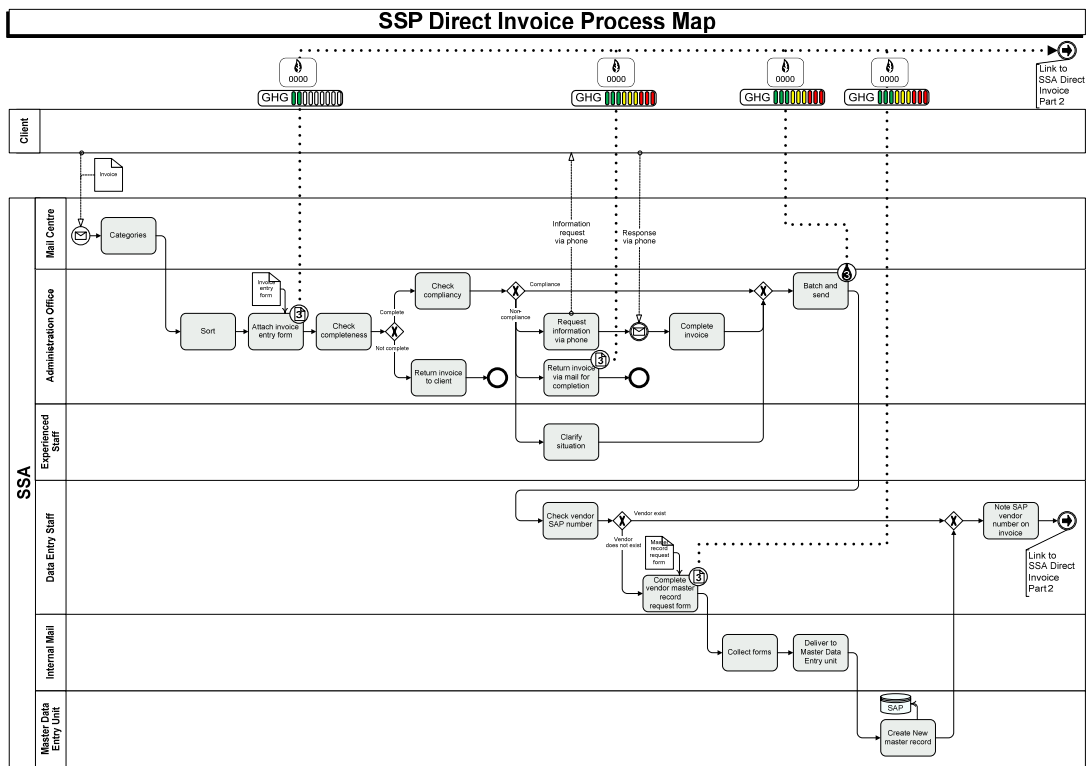 SSP Direct Invoice Process Map
0000
GHG
0000
GHG
0000
GHG
0000
GHG
Link to
SSA Direct
Invoice
Part 2
Client
Invoice
SSA
Mail Centre
Categories
Information
request
via phone
Response
via phone
Administration Office
Invoice
entry
form
Sort
Attach invoice
entry form
3
Check
completeness
Complete
Not complete
Check
compliancy
Return invoice
to client
Compliance
Non-
compliance
Request
information
via phone
Complete
invoice
Return invoice
via mail for
completion
3
Batch and
send
3
Experienced
Staff
Clarify
situation
Data Entry Staff
Check vendor
SAP number
Vendor exist
Vendor
does not exist
Master
record
request
form
Complete
vendor master
record
request form
3
Note SAP
vendor
number on
invoice
Link to
SSA Direct
Invoice
Part2
Internal Mail
Collect forms
Deliver to
Master Data
Entry unit
Master Data
Entry Unit
SAP
Create New
master record